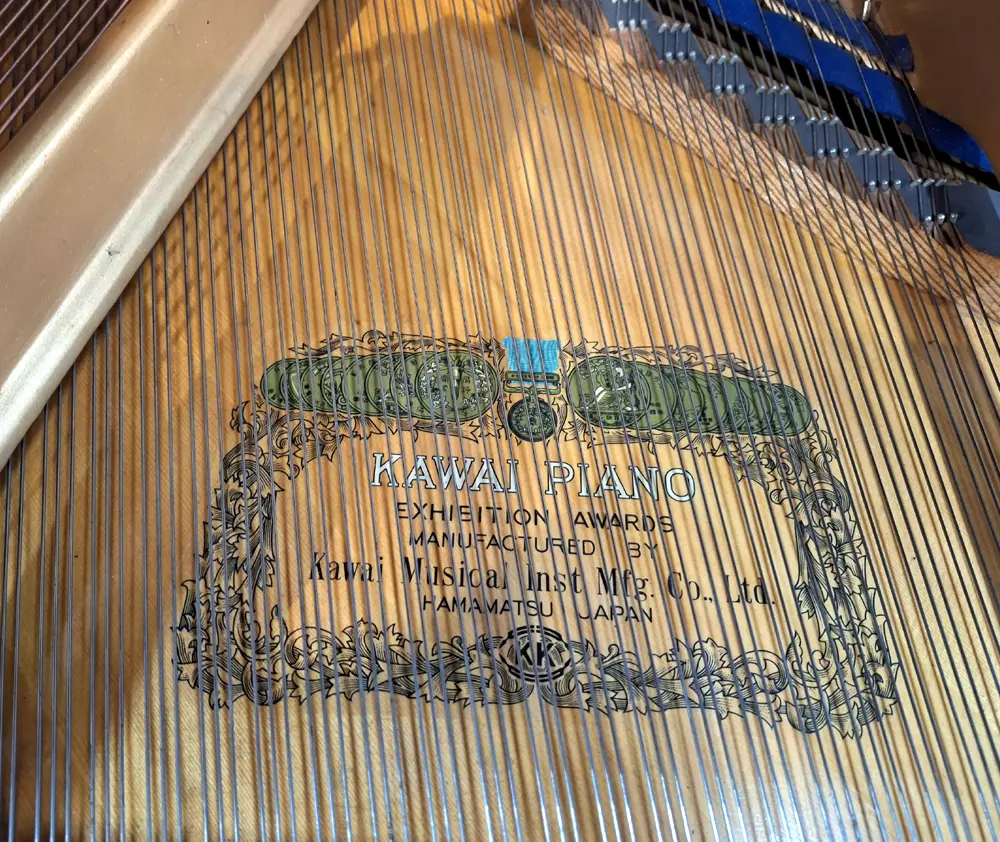 KAWAI PIANO
EXHIBITION AWARDS
MANUFACTURED BY
Kawai Musical Inst Mfg. Co., Ltd.
HAMAMATSU JAPAN
KK